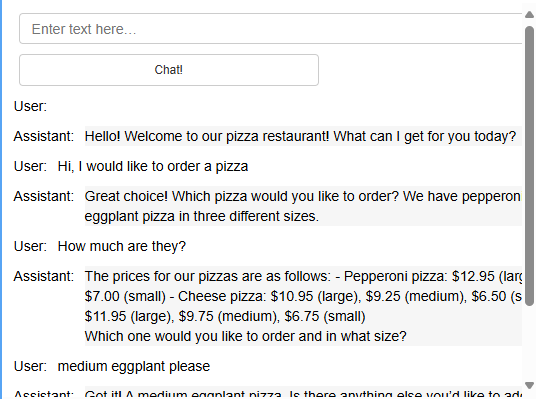 Enter text here…
Chat!
User:
Assistant: Hello! Welcome to our pizza restaurant! What can I get for you today?
User: Hi, I would like to order a pizza
Assistant: Great choice! Which pizza would you like to order? We have pepperon
eggplant pizza in three different sizes.
User: How much are they?
Assistant: The prices for our pizzas are as follows: - Pepperoni pizza: $12.95 (larg
$7.00 (small) - Cheese pizza: $10.95 (large), $9.25 (medium), $6.50 (s
$11.95 (large), $9.75 (medium), $6.75 (small)
Which one would you like to order and in what size?
User: medium eggplant please
Assistant: Got it! A medium eggplant pizza. Is there anything else you'd like to add